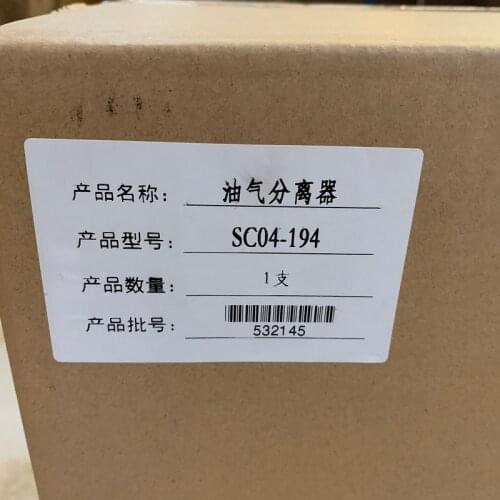 产品名称： 油气分离器
产品型号： SC04-194
产品数量： 1支
产品批号：
532145